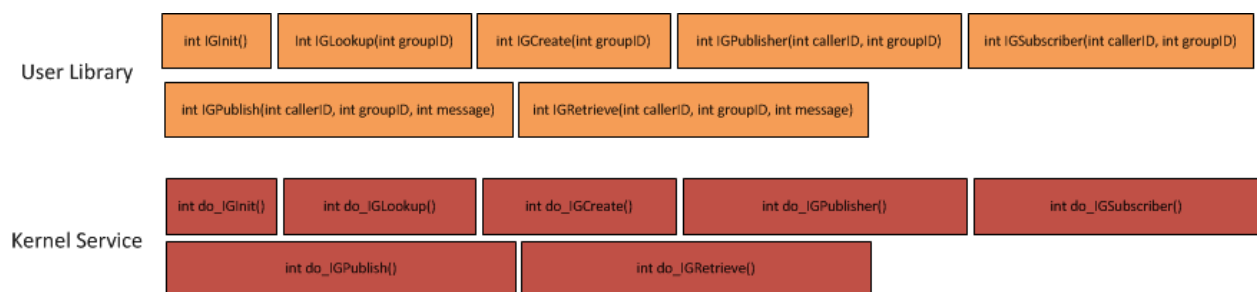 int IGInit()
Int IGLookup(int groupID)
int IGCreate(int groupID)
int IGPublisher(int callerID, int groupID)
int IGSubscriber(int callerID, int groupID)
User Library
int IGPublish(int callerID, int groupID, int message)
int IGRetrieve(int callerID, int groupID, int message)
int do_IGInit()
int do_IGLookup()
int do_IGCreate()
int do_IGPublisher()
int do_IGSubscriber()
Kernel Service
int do_IGPublish()
int do_IGRetrieve()